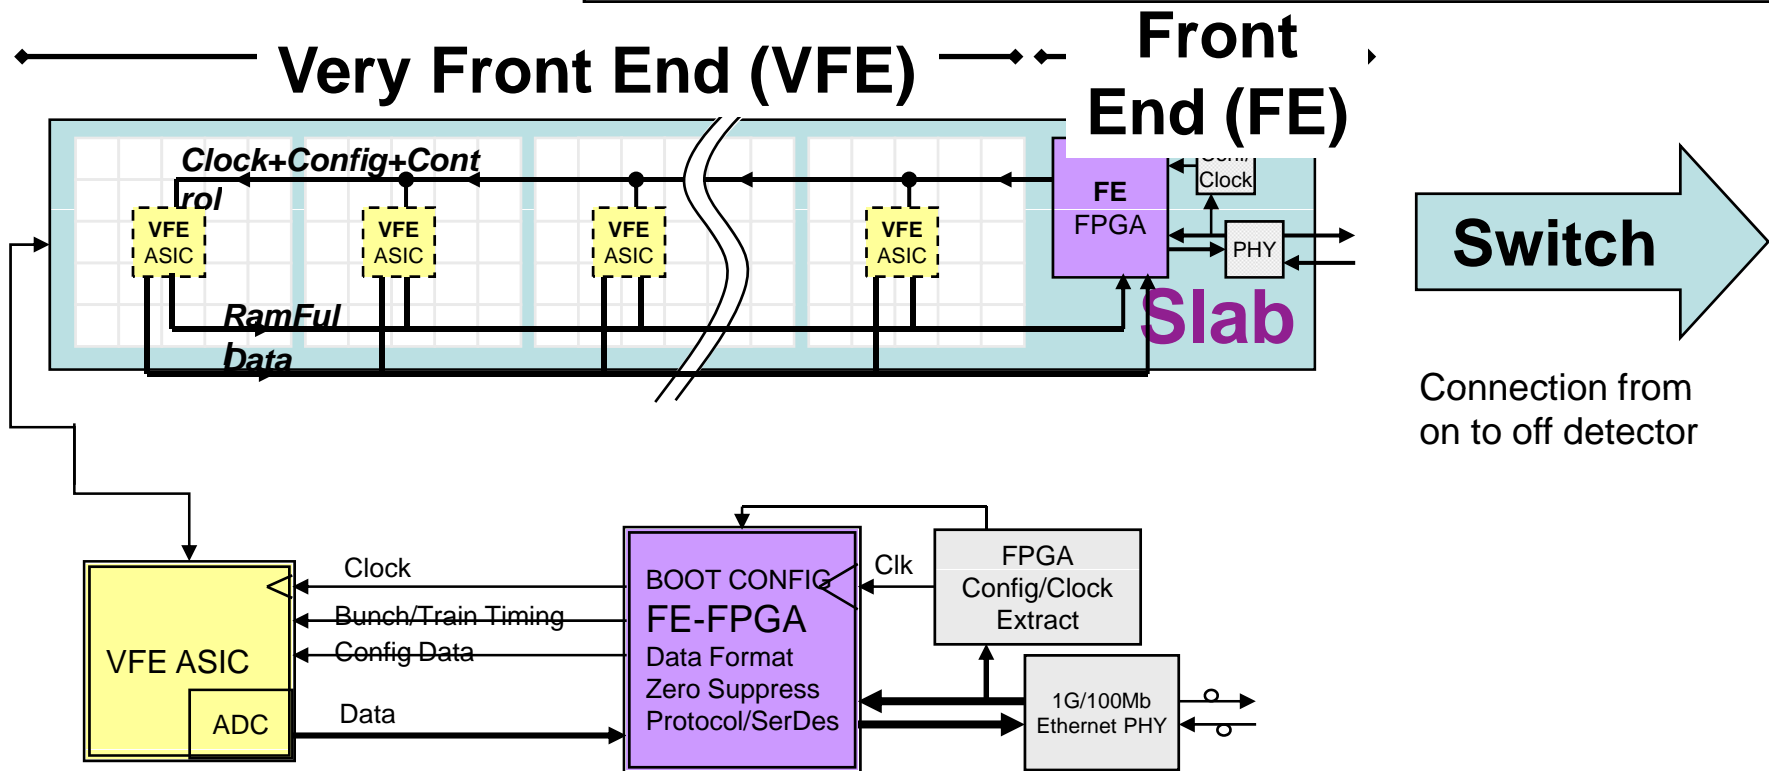 Very Front End (VFE)
Front
End (FE)
Clock+Config+Cont
rol
VFE
ASIC
VFE
ASIC
VFE
ASIC
VFE
ASIC
FE
FPGA
Clock
PHY
RamFul
l
Data
Slab
Switch
Connection from
on to off detector
VFE ASIC
ADC
Clock
Bunch/Train Timing
Config Data
Data
BOOT CONFIG
FE-FPGA
Data Format
Zero Suppress
Protocol/SerDes
Clk
FPGA
Config/Clock
Extract
1G/100Mb
Ethernet PHY